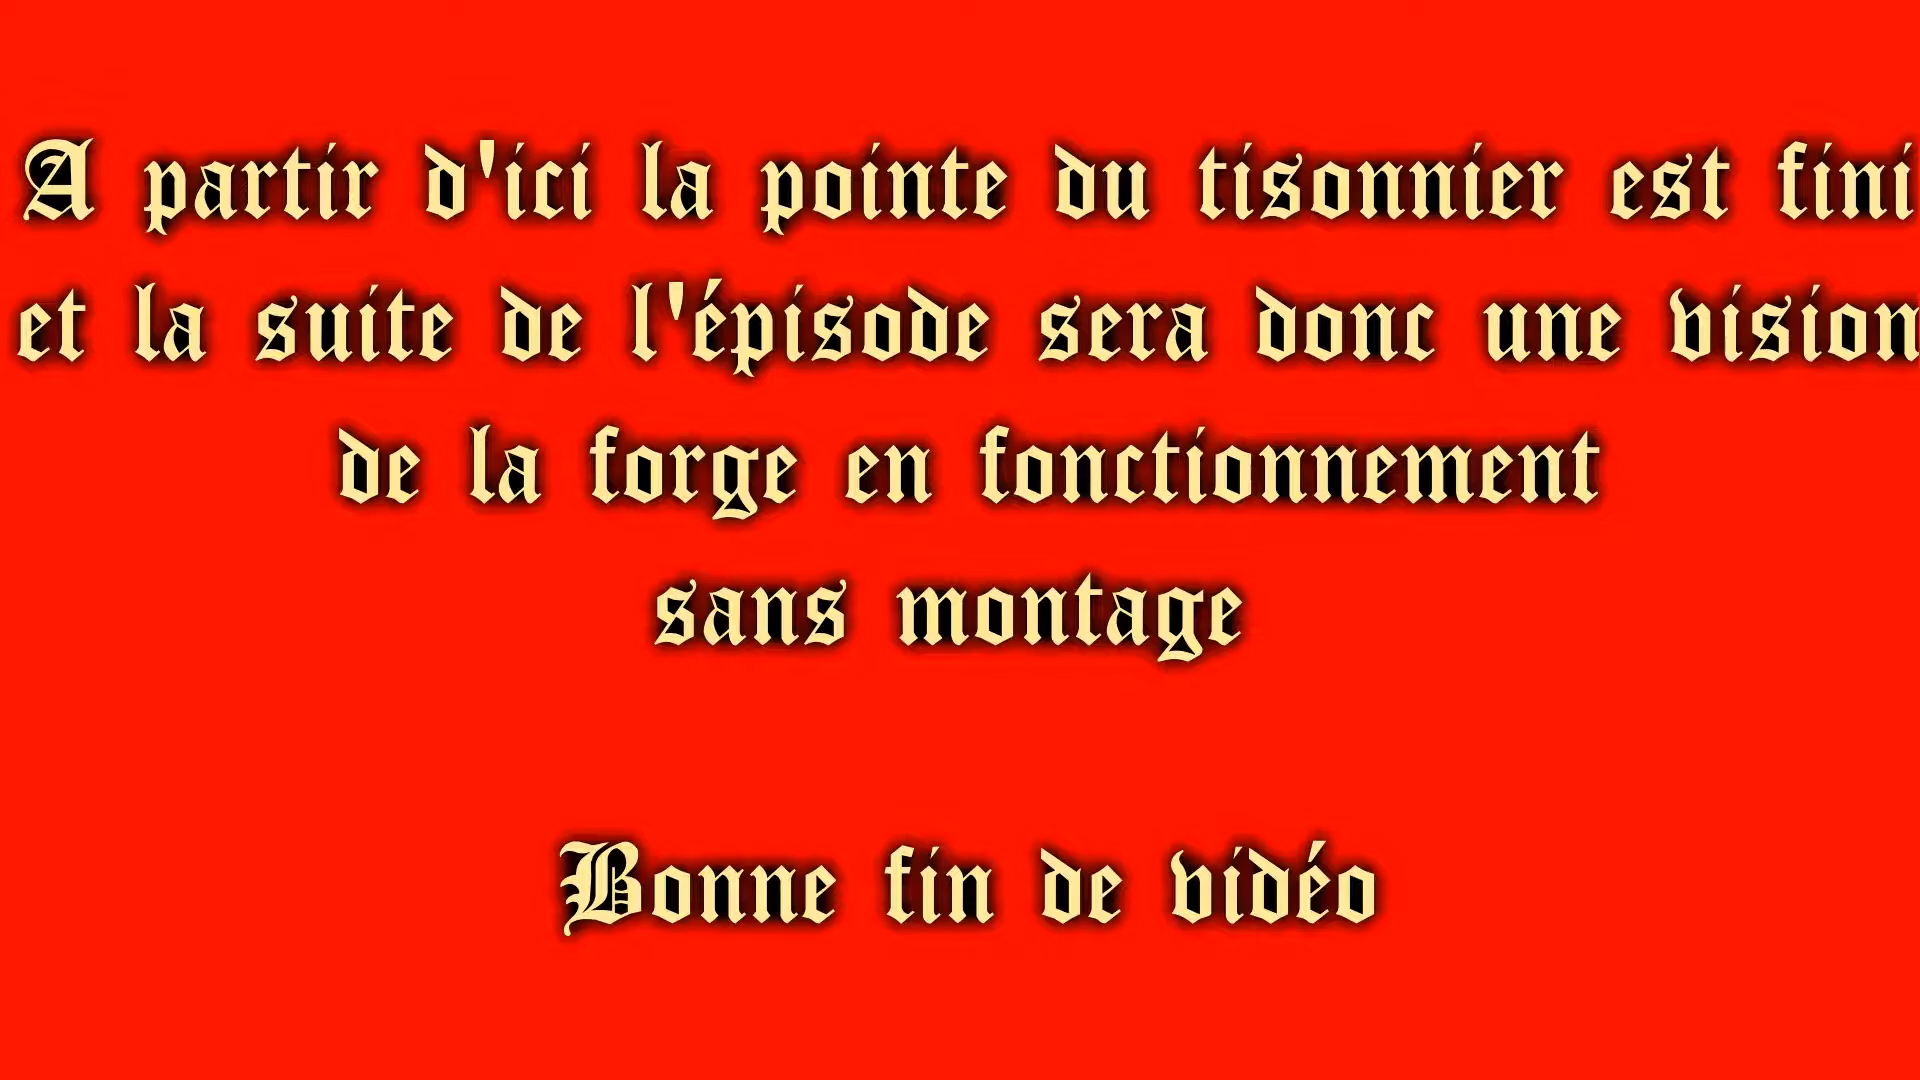 A partir d'ici la pointe du tisonnier est fini
et la suite de l'épisode sera donc une vision
de la forge en fonctionnement
sans montage
Bonne fin de vidéo